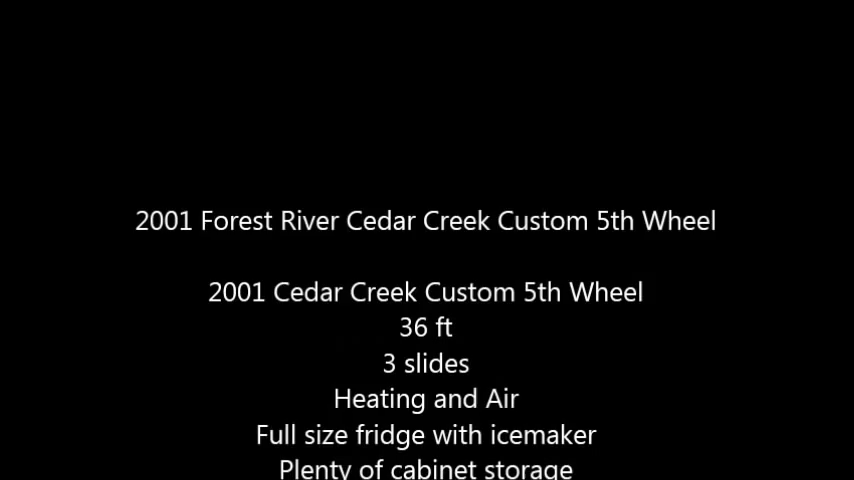 2001 Forest River Cedar Creek Custom 5th Wheel
2001 Cedar Creek Custom 5th Wheel
36 ft
3 slides
Heating and Air
Full size fridge with icemaker
Plenty of cabinet storage